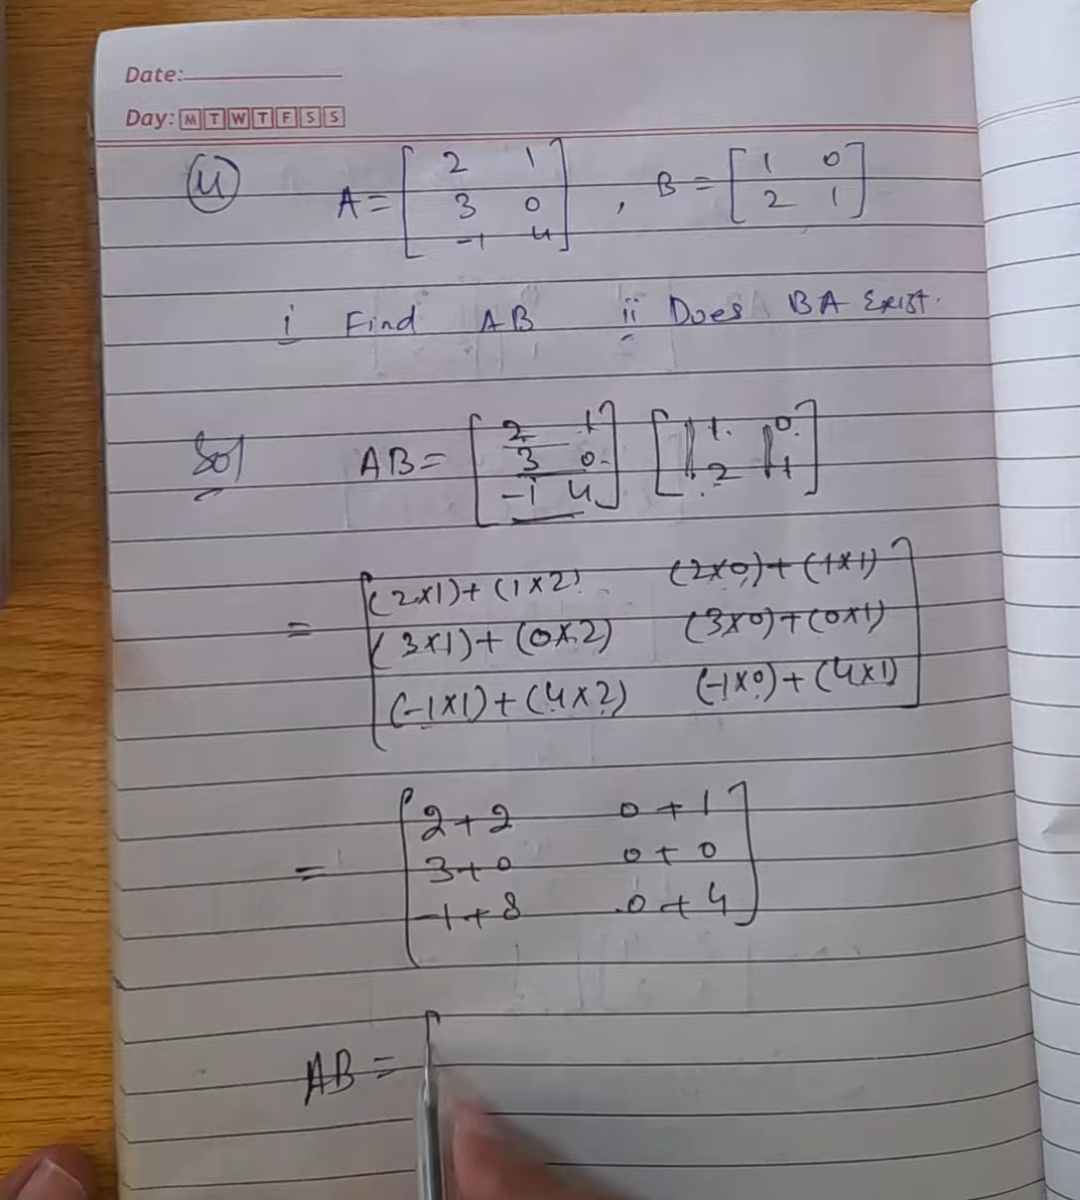 Date:
Day: M T W T F S S
(4) A = [ 2 1
3 0
-1 4 ] , B = [ 1 0
2 1 ]
i Find AB ii Does BA Exist.
Sol AB = [ 2 1
3 0
-1 4 ] [ 1 0
2 1 ]
= [ (2×1)+(1×2) (2×0)+(1×1)
(3×1)+(0×2) (3×0)+(0×1)
(-1×1)+(4×2) (-1×0)+(4×1) ]
= [ 2+2 0+1
3+0 0+0
-1+8 0+4 ]
AB = [